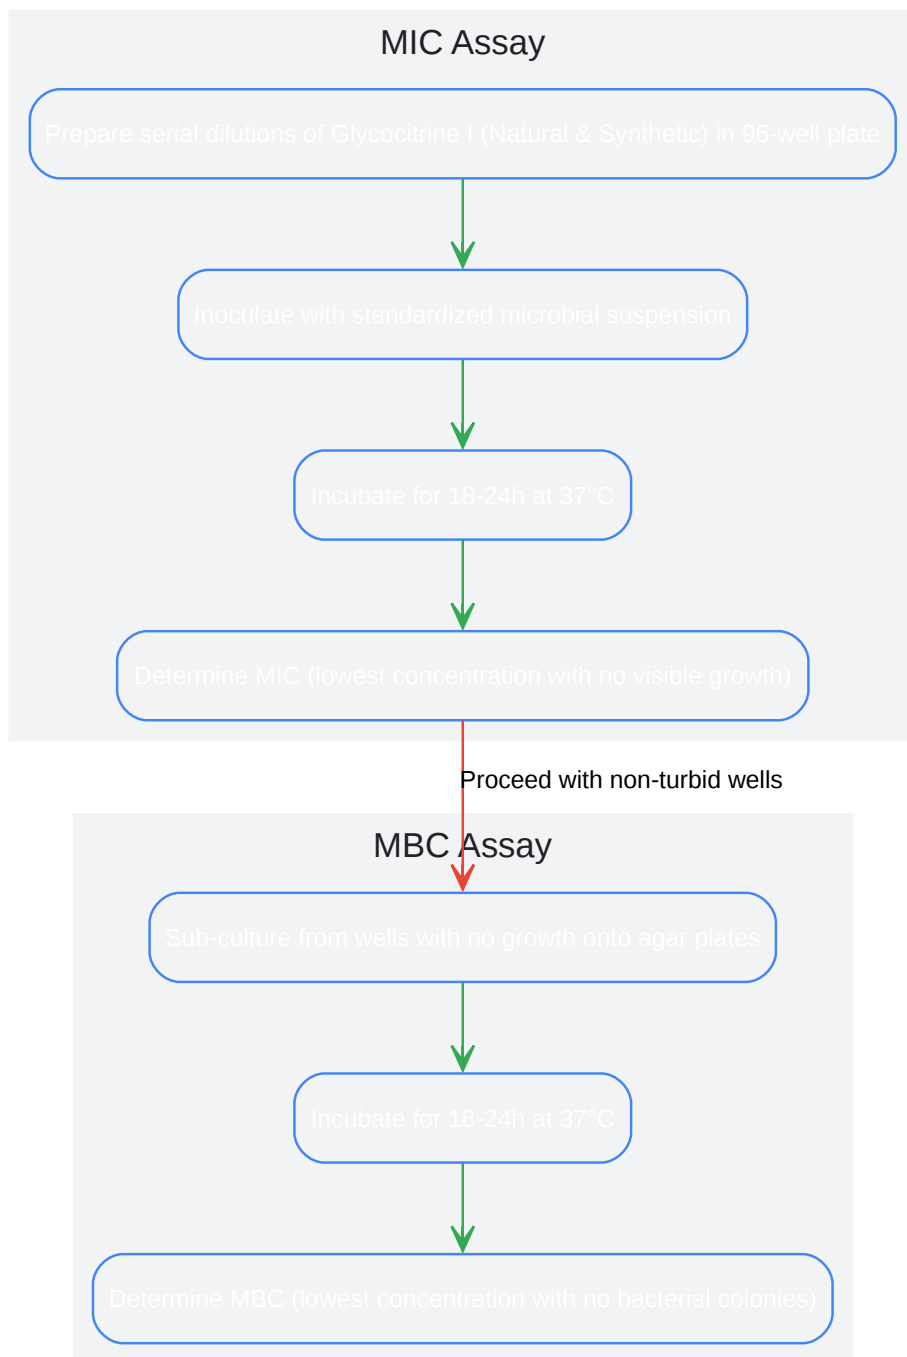 MIC Assay
Prepare serial dilutions of Glycocitrine I (Natural & Synthetic) in 96-well plate
Inoculate with standardized microbial suspension
Incubate for 18-24h at 37°C
Determine MIC (lowest concentration with no visible growth)
Proceed with non-turbid wells
MBC Assay
Sub-culture from wells with no growth onto agar plates
Incubate for 18-24h at 37°C
Determine MBC (lowest concentration with no bacterial colonies)